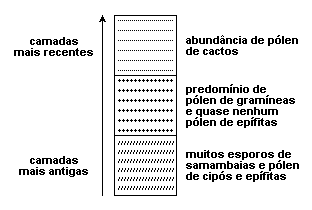 camadas
mais recentes
abundância de pólen
de cactos
predomínio de
pólen de gramíneas
e quase nenhum
pólen de epífitas
camadas
mais antigas
muitos esporos de
samambaias e pólen
de cipós e epífitas